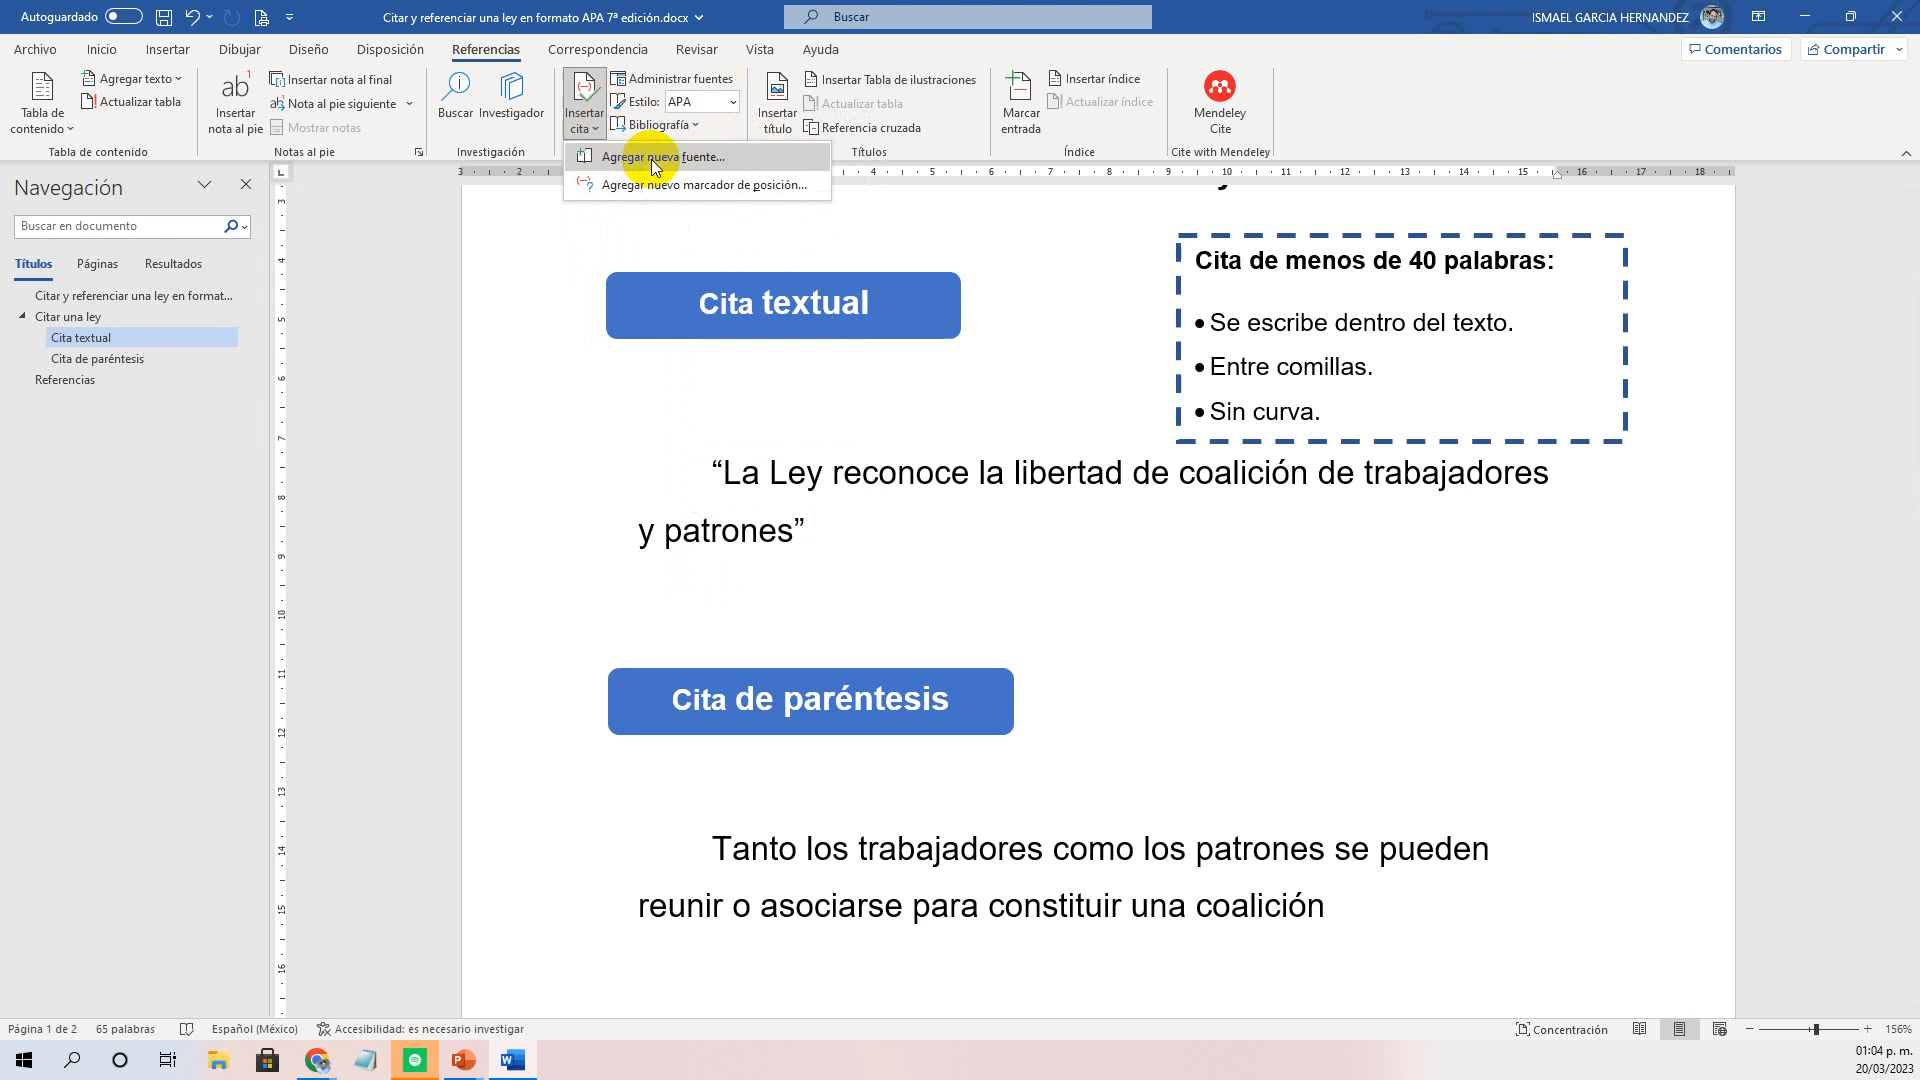 Autoguardado
Citar y referenciar una ley en formato APA 7ª edición.docx
Buscar
ISMAEL GARCIA HERNANDEZ
Archivo Inicio Insertar Dibujar Diseño Disposición Referencias Correspondencia Revisar Vista Ayuda
Comentarios Compartir
Tabla de contenido
Agregar texto
Actualizar tabla
Tabla de contenido
Insertar nota al pie
Insertar nota al final
Nota al pie siguiente
Mostrar notas
Notas al pie
Buscar
Investigador
Investigación
Insertar cita
Administrar fuentes
Estilo: APA
Bibliografía
Insertar título
Insertar Tabla de ilustraciones
Actualizar tabla
Referencia cruzada
Títulos
Marcar entrada
Insertar índice
Actualizar índice
Índice
Mendeley Cite
Cite with Mendeley
Agregar nueva fuente...
Agregar nuevo marcador de posición...
Navegación
Buscar en documento
Títulos Páginas Resultados
Citar y referenciar una ley en format...
Citar una ley
Cita textual
Cita de paréntesis
Referencias
Cita textual
Cita de menos de 40 palabras:
• Se escribe dentro del texto.
• Entre comillas.
• Sin curva.
“La Ley reconoce la libertad de coalición de trabajadores
y patrones”
Cita de paréntesis
Tanto los trabajadores como los patrones se pueden
reunir o asociarse para constituir una coalición
Página 1 de 2 65 palabras Español (México) Accesibilidad: es necesario investigar
Concentración
156%
01:04 p. m.
20/03/2023